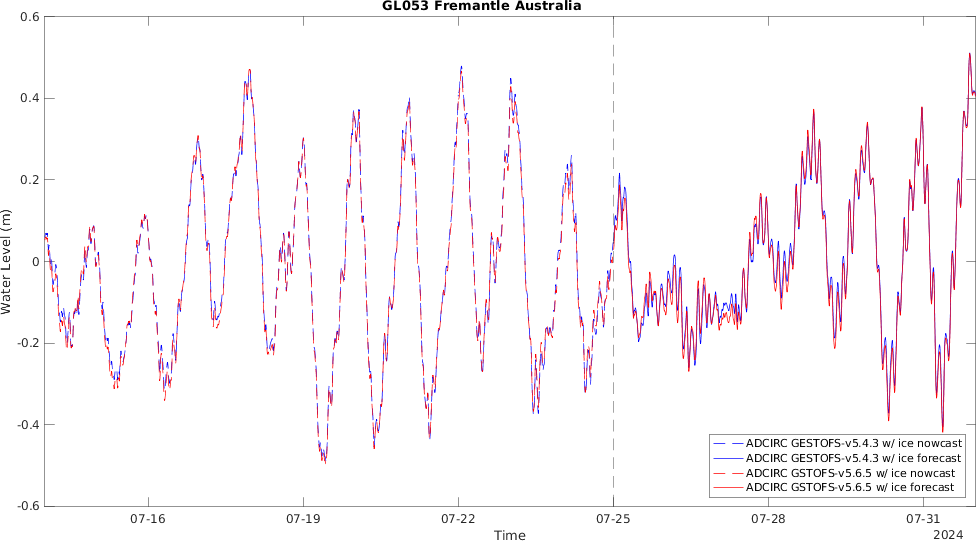 GL053 Fremantle Australia
0.6
0.4
0.2
0
-0.2
-0.4
-0.6
Water Level (m)
07-16
07-19
07-22
07-25
07-28
07-31
Time
2024
ADCIRC GESTOFS-v5.4.3 w/ ice nowcast
ADCIRC GESTOFS-v5.4.3 w/ ice forecast
ADCIRC GSTOFS-v5.6.5 w/ ice nowcast
ADCIRC GSTOFS-v5.6.5 w/ ice forecast